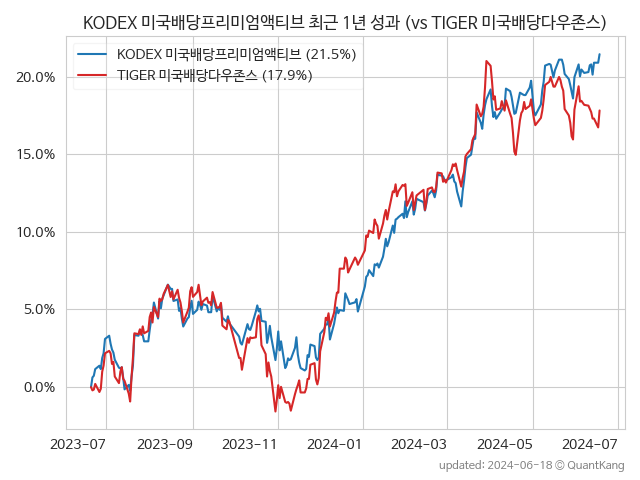 KODEX 미국배당프리미엄액티브 최근 1년 성과 (vs TIGER 미국배당다우존스)
KODEX 미국배당프리미엄액티브 (21.5%)
TIGER 미국배당다우존스 (17.9%)
20.0%
15.0%
10.0%
5.0%
0.0%
2023-07 2023-09 2023-11 2024-01 2024-03 2024-05 2024-07
updated: 2024-06-18 © QuantKang